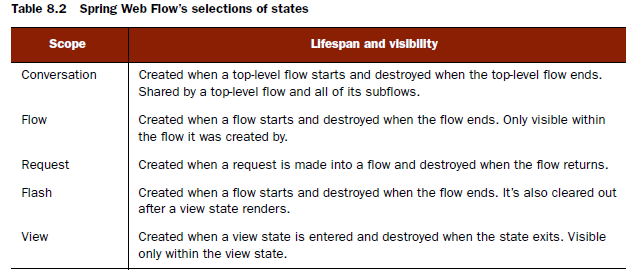 Table 8.2 Spring Web Flow's selections of states
Scope Lifespan and visibility
Conversation Created when a top-level flow starts and destroyed when the top-level flow ends.
Shared by a top-level flow and all of its subflows.
Flow Created when a flow starts and destroyed when the flow ends. Only visible within
the flow it was created by.
Request Created when a request is made into a flow and destroyed when the flow returns.
Flash Created when a flow starts and destroyed when the flow ends. It's also cleared out
after a view state renders.
View Created when a view state is entered and destroyed when the state exits. Visible
only within the view state.